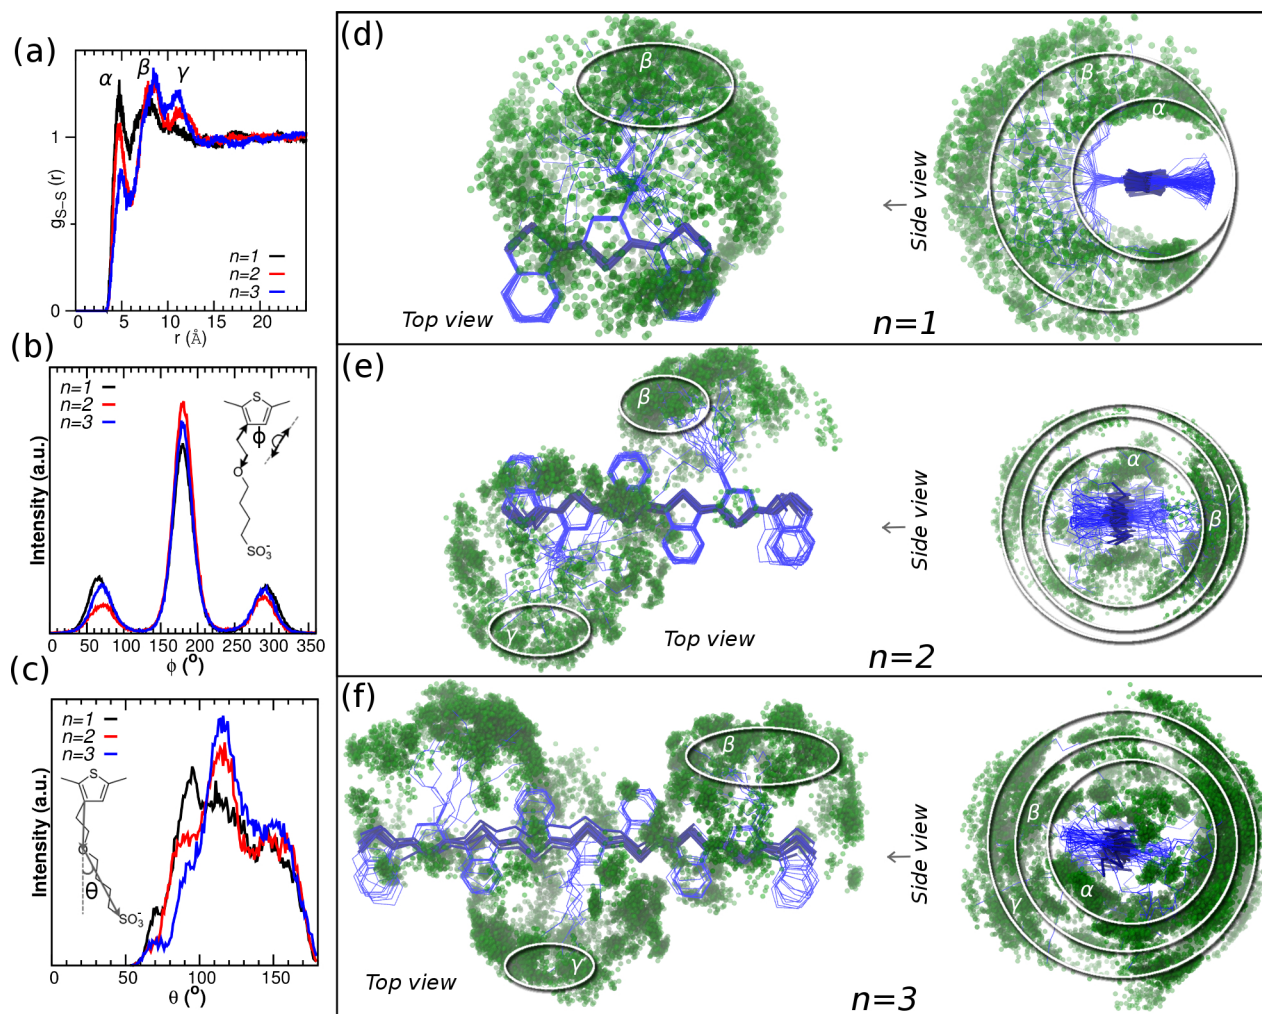 (a)
α
β
γ
1
0
g S-S (r)
n=1
n=2
n=3
0 5 10 15 20
r (Å)
(b)
n=1
n=2
n=3
S
ϕ
O
SO3-
Intensity (a.u.)
0 50 100 150 200 250 300 350
ϕ (°)
(c)
n=1
n=2
n=3
S
O
θ
SO3-
Intensity (a.u.)
0 50 100 150
θ (°)
(d)
β
Top view
Side view
β
α
n=1
(e)
β
γ
Top view
Side view
α
β
γ
n=2
(f)
β
γ
Top view
Side view
β
α
γ
n=3